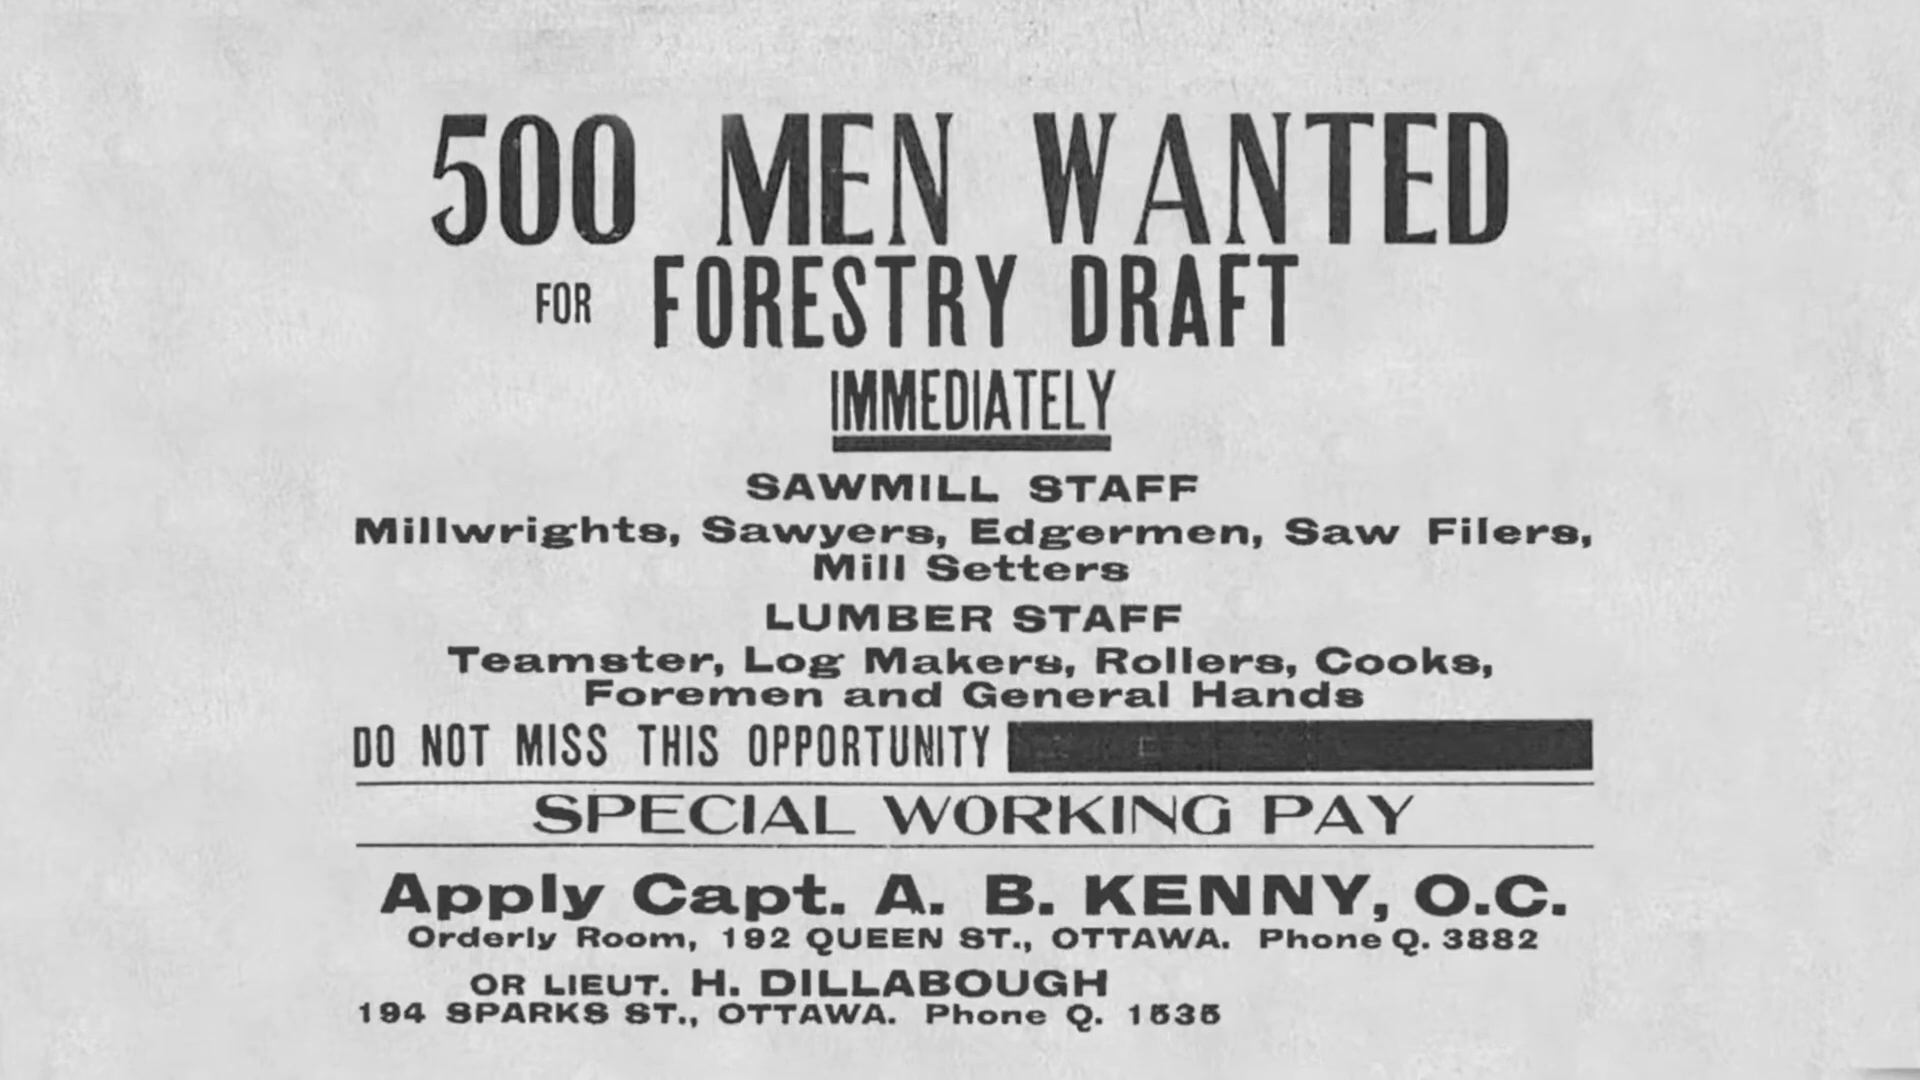 500 MEN WANTED
FOR FORESTRY DRAFT
IMMEDIATELY
SAWMILL STAFF
Millwrights, Sawyers, Edgermen, Saw Filers,
Mill Setters
LUMBER STAFF
Teamster, Log Makers, Rollers, Cooks,
Foremen and General Hands
DO NOT MISS THIS OPPORTUNITY
SPECIAL WORKING PAY
Apply Capt. A. B. KENNY, O.C.
Orderly Room, 192 QUEEN ST., OTTAWA. Phone Q. 3882
OR LIEUT. H. DILLABOUGH
194 SPARKS ST., OTTAWA. Phone Q. 1535